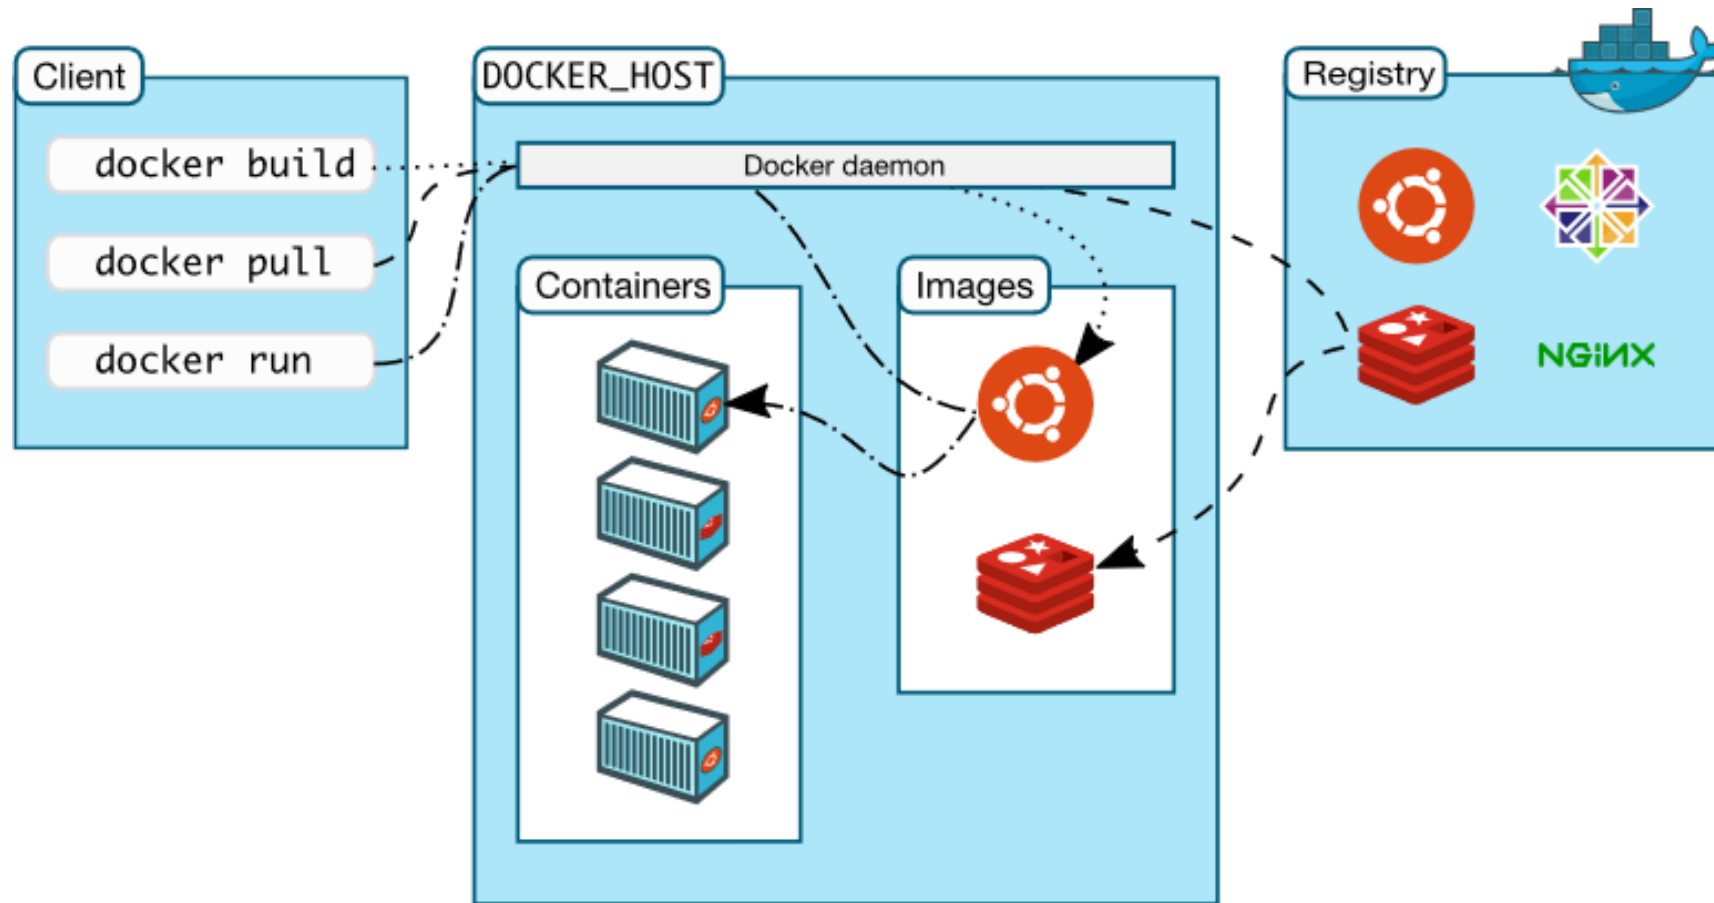 Client
docker build
docker pull
docker run
DOCKER_HOST
Docker daemon
Containers
Images
Registry
NGiNX